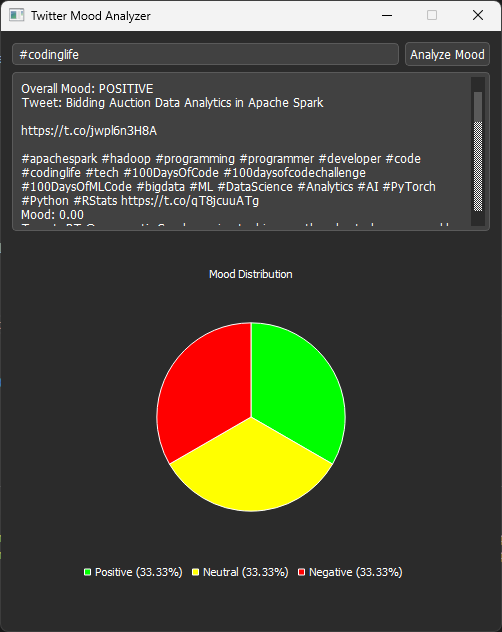 Twitter Mood Analyzer
#codinglife
Analyze Mood
Overall Mood: POSITIVE
Tweet: Bidding Auction Data Analytics in Apache Spark
https://t.co/jwpl6n3H8A
#apachespark #hadoop #programming #programmer #developer #code
#codinglife #tech #100DaysOfCode #100daysofcodechallenge
#100DaysOfMLCode #bigdata #ML #DataScience #Analytics #AI #PyTorch
#Python #RStats https://t.co/qT8jcuuATg
Mood: 0.00
Mood Distribution
Positive (33.33%)
Neutral (33.33%)
Negative (33.33%)